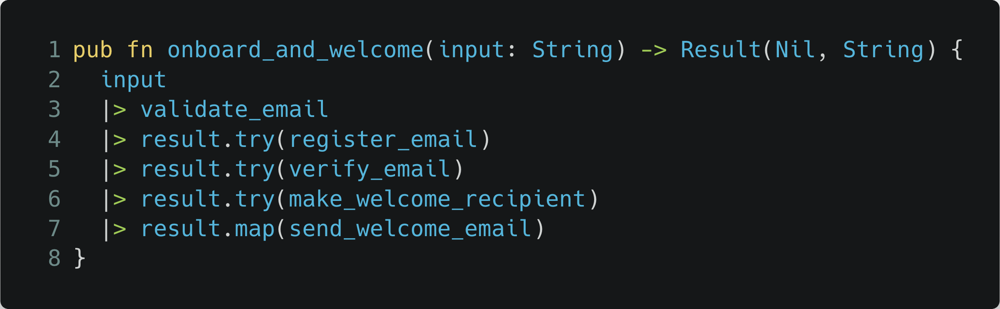 1 pub fn onboard_and_welcome(input: String) -> Result(Nil, String) {
2   input
3   |> validate_email
4   |> result.try(register_email)
5   |> result.try(verify_email)
6   |> result.try(make_welcome_recipient)
7   |> result.map(send_welcome_email)
8 }